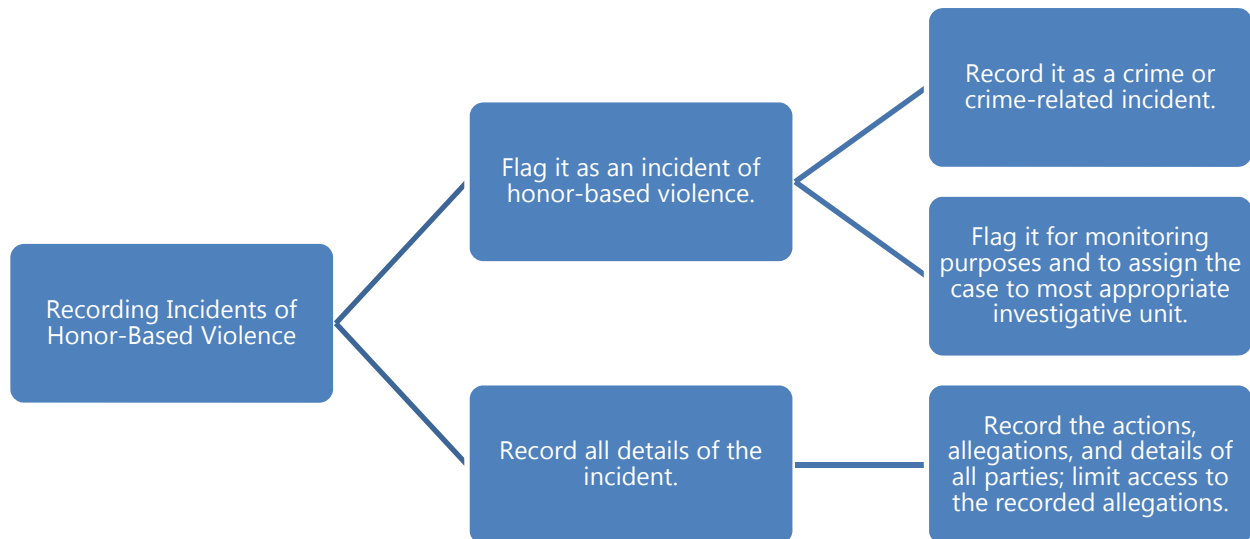 Recording Incidents of
Honor-Based Violence
Flag it as an incident of
honor-based violence.
Record it as a crime or
crime-related incident.
Flag it for monitoring
purposes and to assign the
case to most appropriate
investigative unit.
Record all details of the
incident.
Record the actions,
allegations, and details of
all parties; limit access to
the recorded allegations.